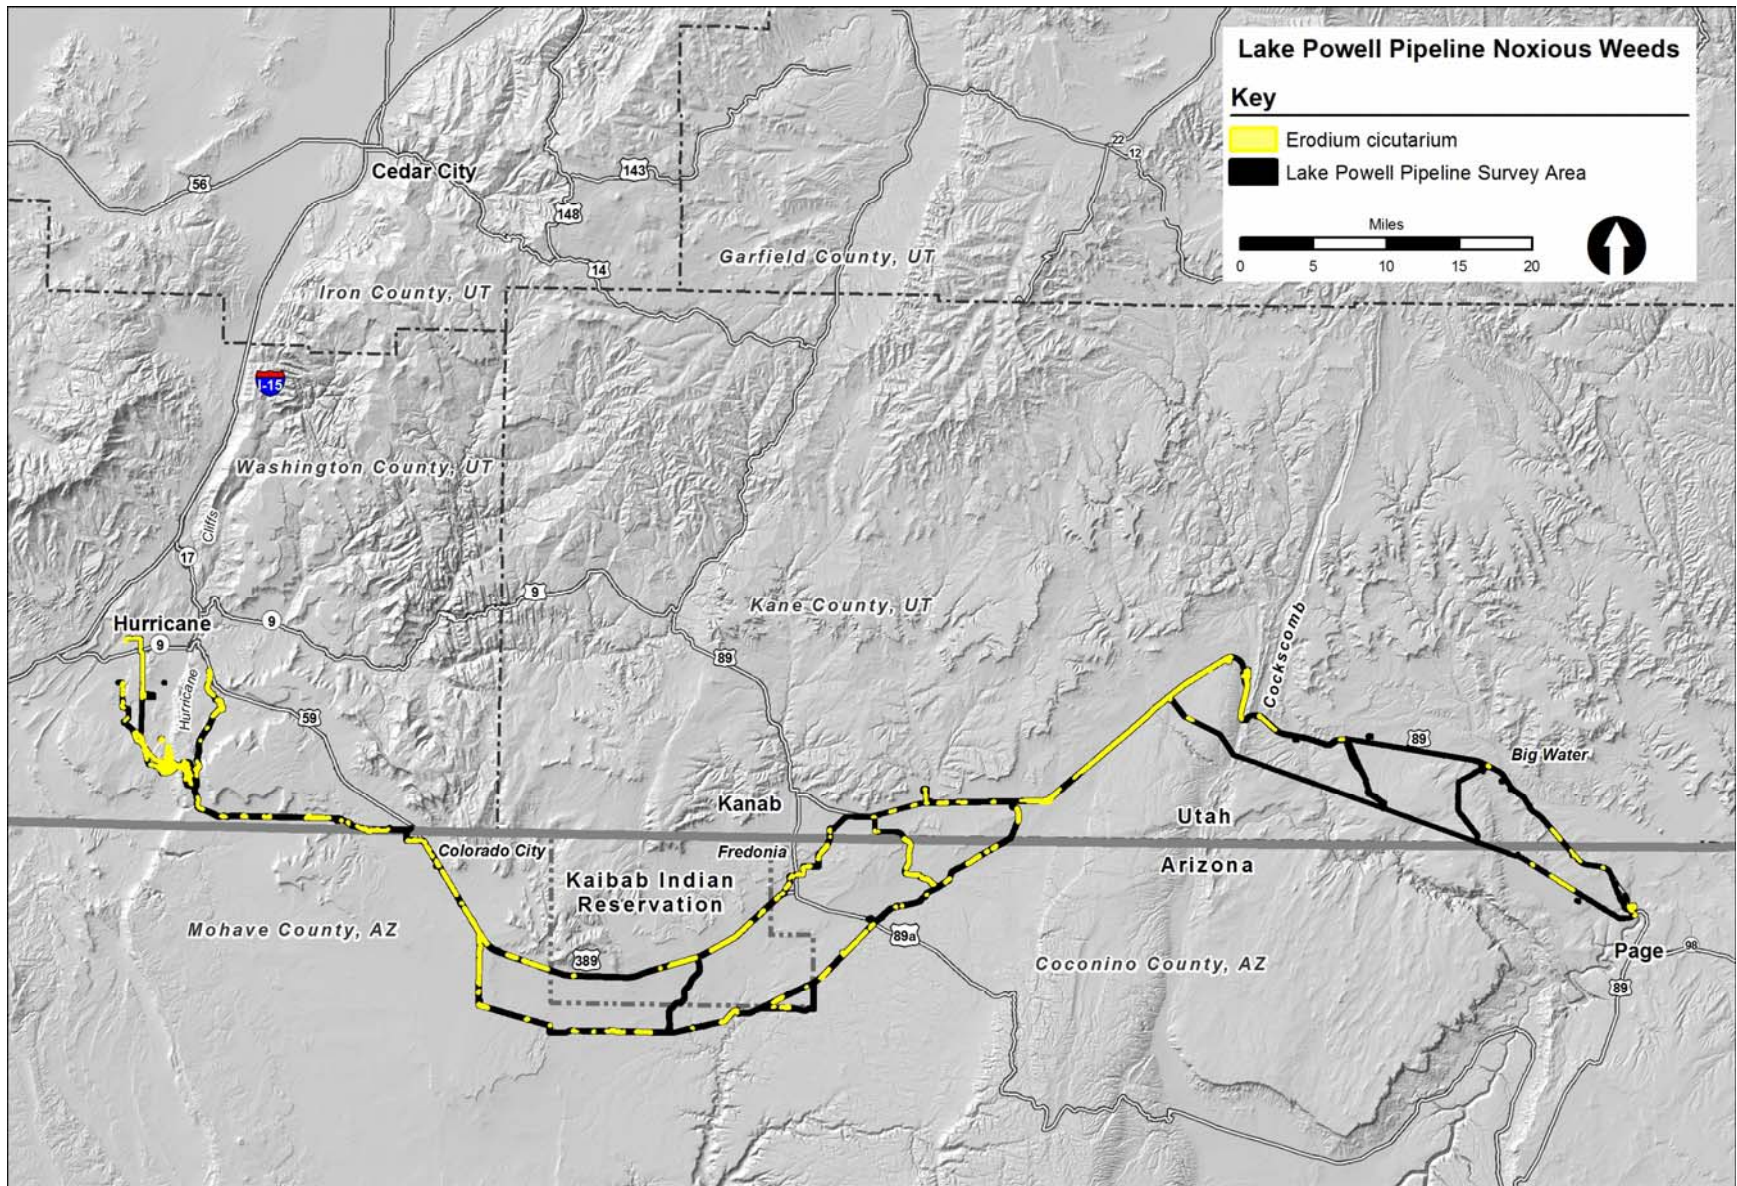 Lake Powell Pipeline Noxious Weeds
Key
Erodium cicutarium
Lake Powell Pipeline Survey Area
Miles
0 5 10 15 20
22
12
56
Cedar City
143
148
14
Garfield County, UT
Iron County, UT
I-15
Washington County, UT
Cliffs
17
9
9
Kane County, UT
Hurricane
9
89
Cockscomb
Hurricane
59
89
Big Water
Kanab
Utah
Colorado City
Fredonia
Arizona
Kaibab Indian
Reservation
Mohave County, AZ
89a
389
Coconino County, AZ
Page
98
89